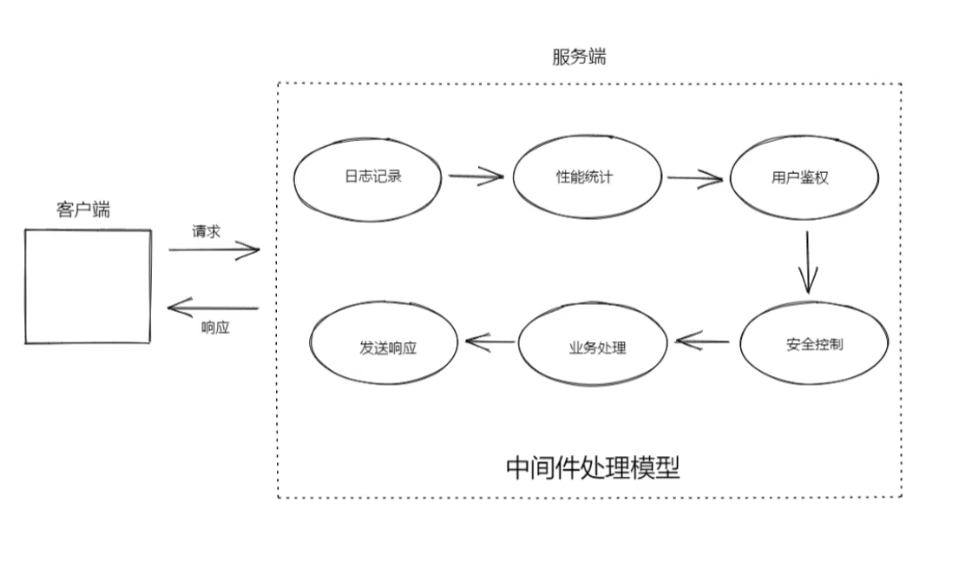 服务端
日志记录
性能统计
用户鉴权
客户端
请求
响应
发送响应
业务处理
安全控制
中间件处理模型